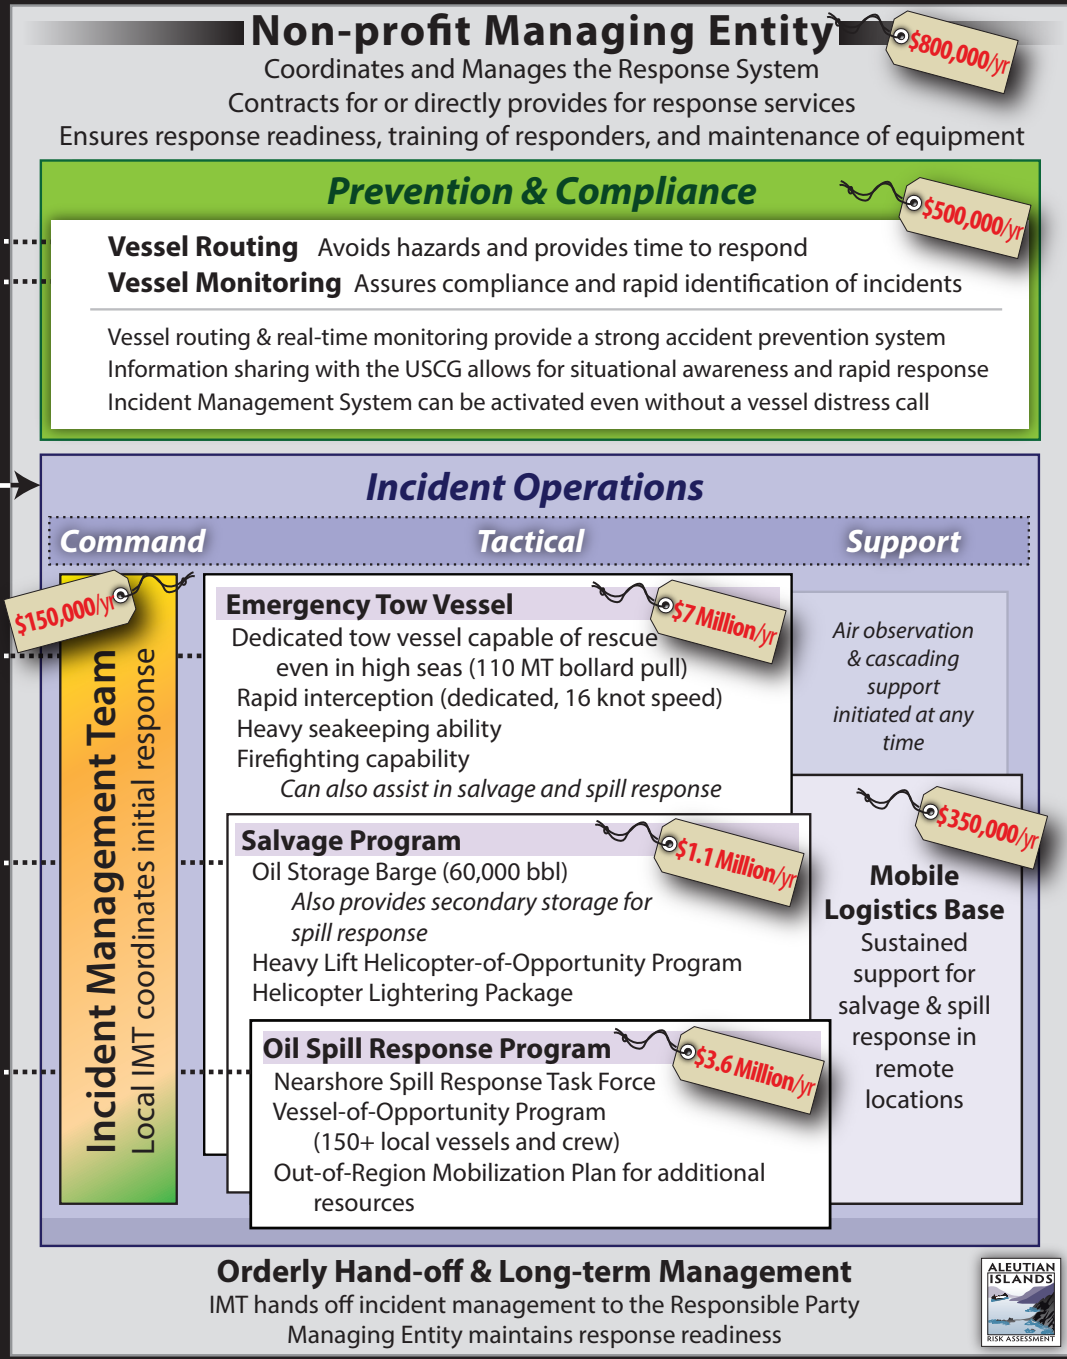 Non-profit Managing Entity
$800,000/yr
Coordinates and Manages the Response System
Contracts for or directly provides for response services
Ensures response readiness, training of responders, and maintenance of equipment
Prevention & Compliance
$500,000/yr
Vessel Routing Avoids hazards and provides time to respond
Vessel Monitoring Assures compliance and rapid identification of incidents
Vessel routing & real-time monitoring provide a strong accident prevention system
Information sharing with the USCG allows for situational awareness and rapid response
Incident Management System can be activated even without a vessel distress call
Incident Operations
Command
Tactical
Support
$150,000/yr
Incident Management Team
Local IMT coordinates initial response
Emergency Tow Vessel
$7 Million/yr
Dedicated tow vessel capable of rescue
even in high seas (110 MT bollard pull)
Rapid interception (dedicated, 16 knot speed)
Heavy seakeeping ability
Firefighting capability
Can also assist in salvage and spill response
Air observation
& cascading
support
initiated at any
time
Salvage Program
$1.1 Million/yr
Oil Storage Barge (60,000 bbl)
Also provides secondary storage for
spill response
Heavy Lift Helicopter-of-Opportunity Program
Helicopter Lightering Package
$350,000/yr
Mobile
Logistics Base
Sustained
support for
salvage & spill
response in
remote
locations
Oil Spill Response Program
$3.6 Million/yr
Nearshore Spill Response Task Force
Vessel-of-Opportunity Program
(150+ local vessels and crew)
Out-of-Region Mobilization Plan for additional
resources
Orderly Hand-off & Long-term Management
IMT hands off incident management to the Responsible Party
Managing Entity maintains response readiness
ALEUTIAN
ISLANDS
RISK ASSESSMENT